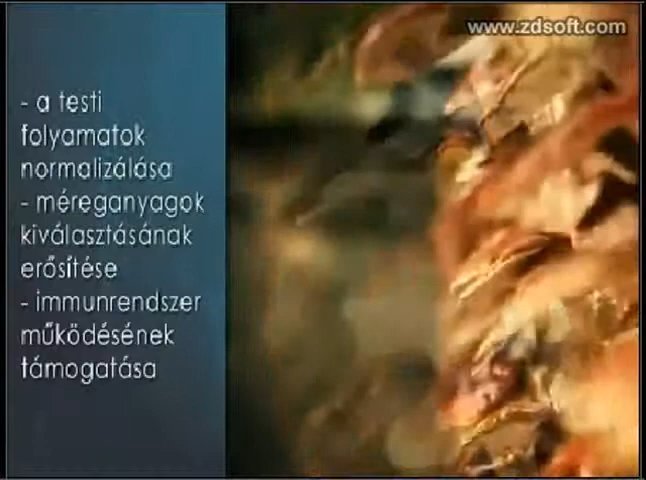 www.zdsoft.com
- a testi
folyamatok
normalizálása
- méreganyagok
kiválasztásának
erősítése
- immunrendszer
működésének
támogatása